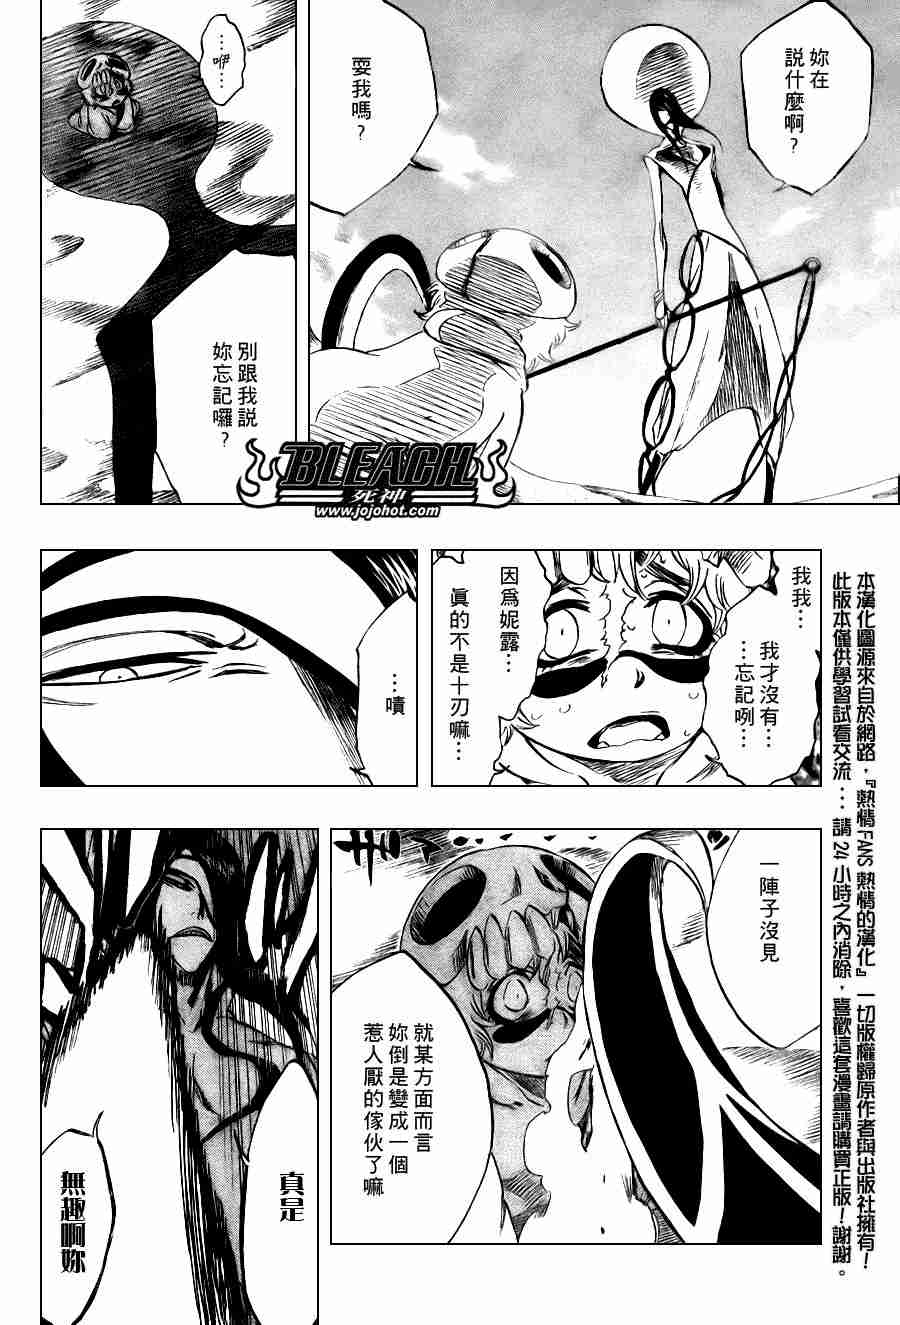 妳在
説什麼啊?
耍我嗎?
…咿…
別跟我説
妳忘記囉?
BLEACH
死神
www.jojohot.com
我我…
我才沒有…
…忘記咧…
因爲妮露…
眞的不是十刃嘛…
…嘖
一陣子沒見
就某方面而言
妳倒是變成一個
惹人厭的傢伙了嘛
真是
無趣啊妳
本漢化圖源來自於網路，『熱情FANS熱情的漢化』一切版權歸原作者與出版社擁有!
此版本僅供學習試看交流…請24小時之內消除，喜歡這套漫畫請購買正版!謝謝。